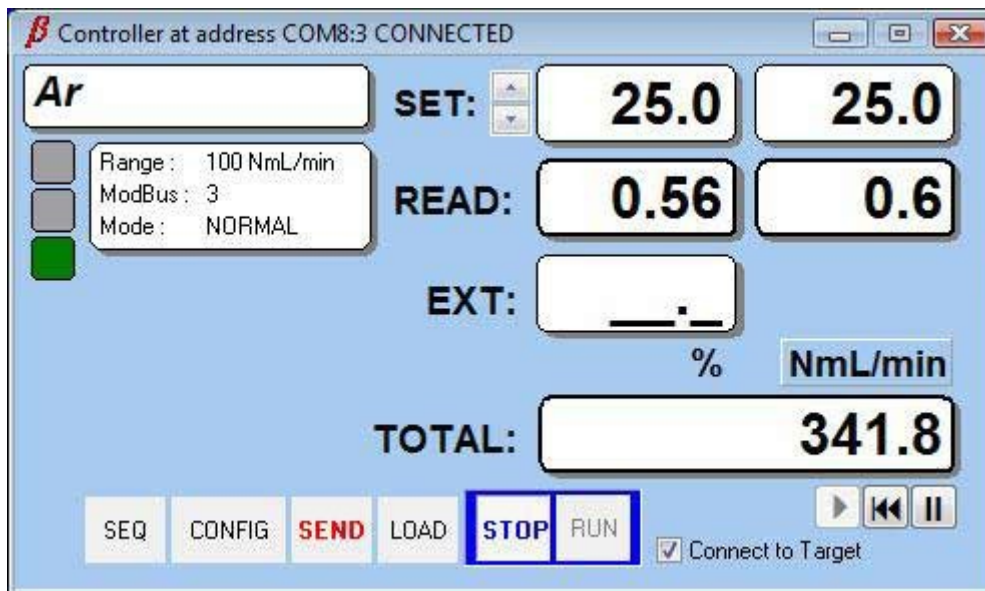 β Controller at address COM8:3 CONNECTED
Ar
SET: 25.0 25.0
Range : 100 NmL/min
ModBus : 3
Mode : NORMAL
READ: 0.56 0.6
EXT: __._
% NmL/min
TOTAL: 341.8
SEQ CONFIG SEND LOAD STOP RUN
Connect to Target